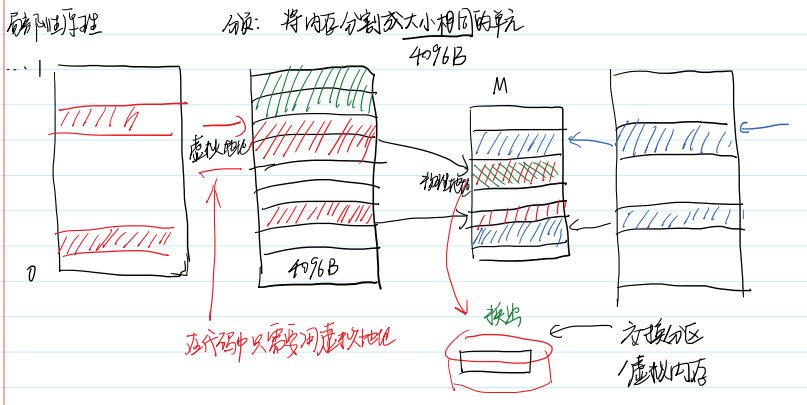 局部性原理
分页：将内存分割成大小相同的单元
4096B
...1
M
虚拟地址
物理地址
0
4096B
换出
在代码中只需要用虚拟地址
交换分区
/虚拟内存